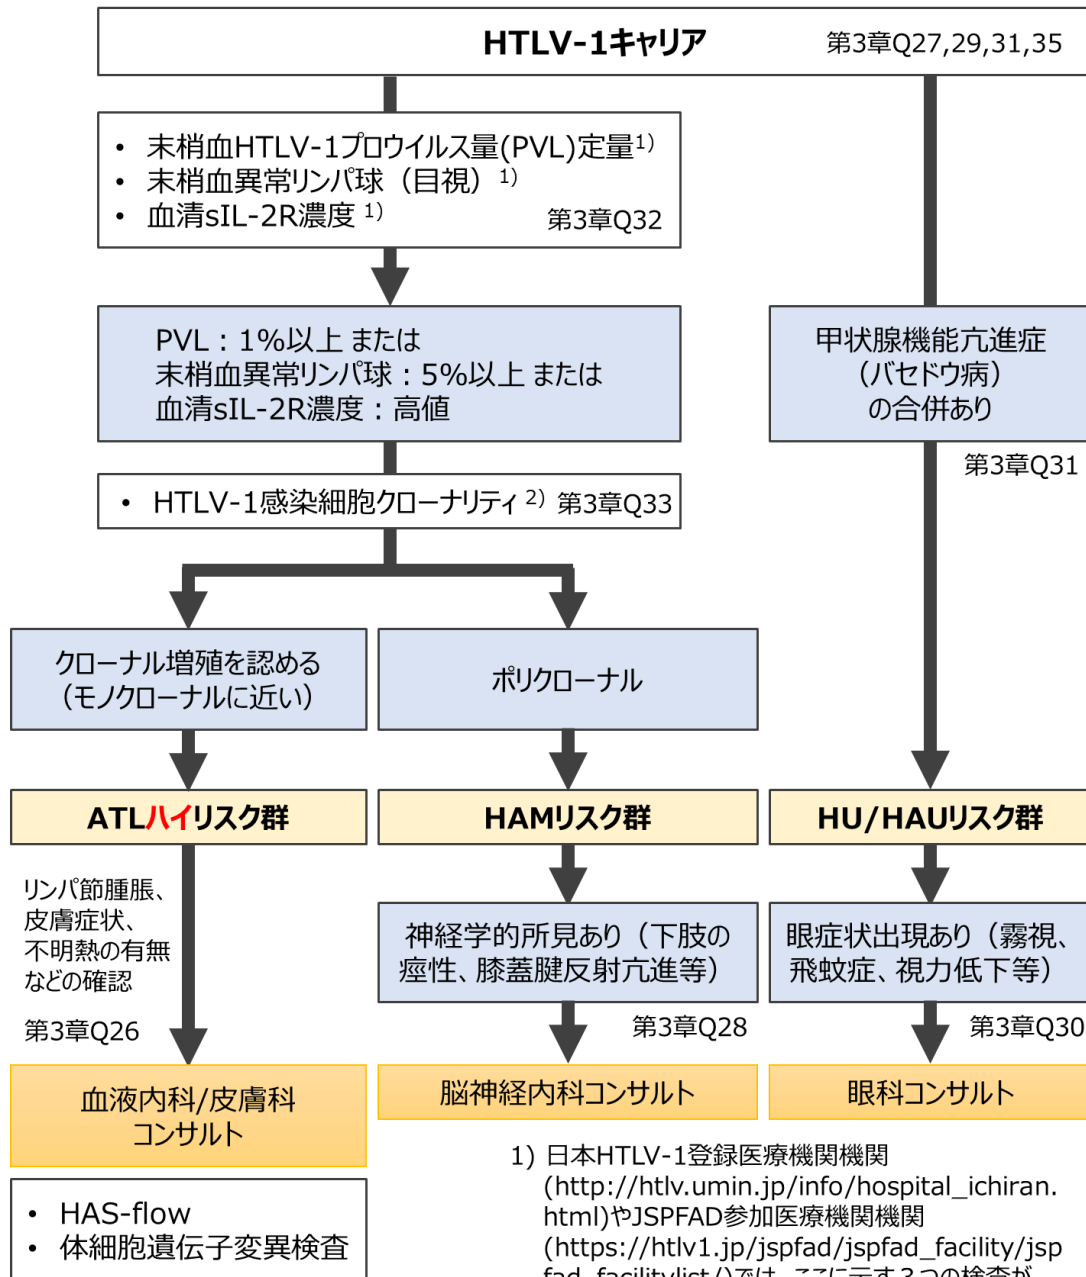 HTLV-1キャリア 第3章Q27,29,31,35
• 末梢血HTLV-1プロウイルス量(PVL)定量1)
• 末梢血異常リンパ球（目視）1)
• 血清sIL-2R濃度 1) 第3章Q32
PVL：1%以上 または
末梢血異常リンパ球：5%以上 または
血清sIL-2R濃度：高値
甲状腺機能亢進症
（バセドウ病）
の合併あり
第3章Q31
• HTLV-1感染細胞クローナリティ 2) 第3章Q33
クローナル増殖を認める
（モノクローナルに近い）
ポリクローナル
ATLハイリスク群
HAMリスク群
HU/HAUリスク群
リンパ節腫脹、
皮膚症状、
不明熱の有無
などの確認
第3章Q26
神経学的所見あり（下肢の
痙性、膝蓋腱反射亢進等）
第3章Q28
眼症状出現あり（霧視、
飛蚊症、視力低下等）
第3章Q30
血液内科/皮膚科
コンサルト
脳神経内科コンサルト
眼科コンサルト
• HAS-flow
• 体細胞遺伝子変異検査
1) 日本HTLV-1登録医療機関機関
(http://htlv.umin.jp/info/hospital_ichiran.
html)やJSPFAD参加医療機関機関
(https://htlv1.jp/jspfad/jspfad_facility/jsp
fad_facilitylist/)では、ここに示す３つの検査が